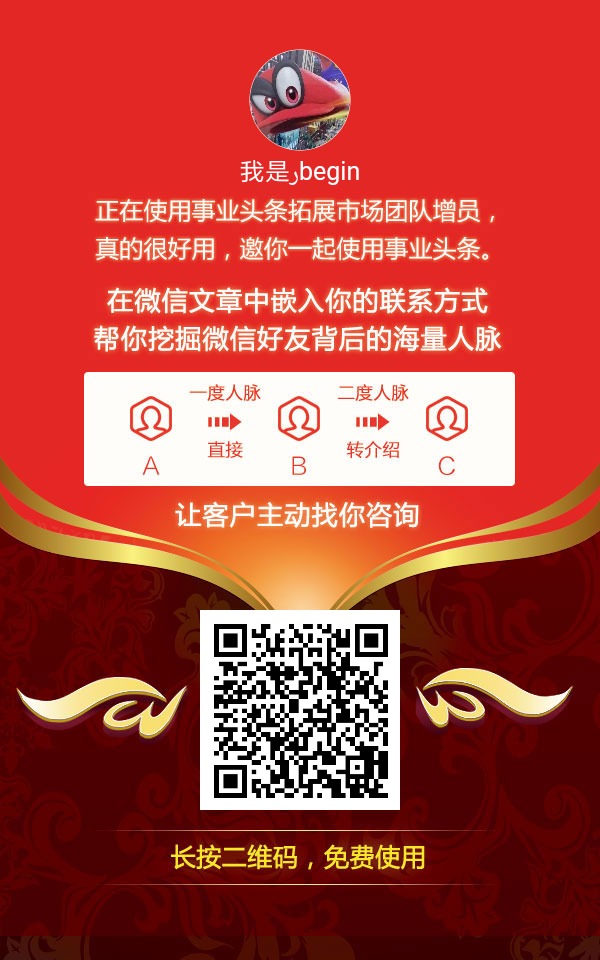 我是رbegin
正在使用事业头条拓展市场团队增员，
真的很好用，邀你一起使用事业头条。
在微信文章中嵌入你的联系方式
帮你挖掘微信好友背后的海量人脉
一度人脉 二度人脉
直接 转介绍
A B C
让客户主动找你咨询
长按二维码，免费使用